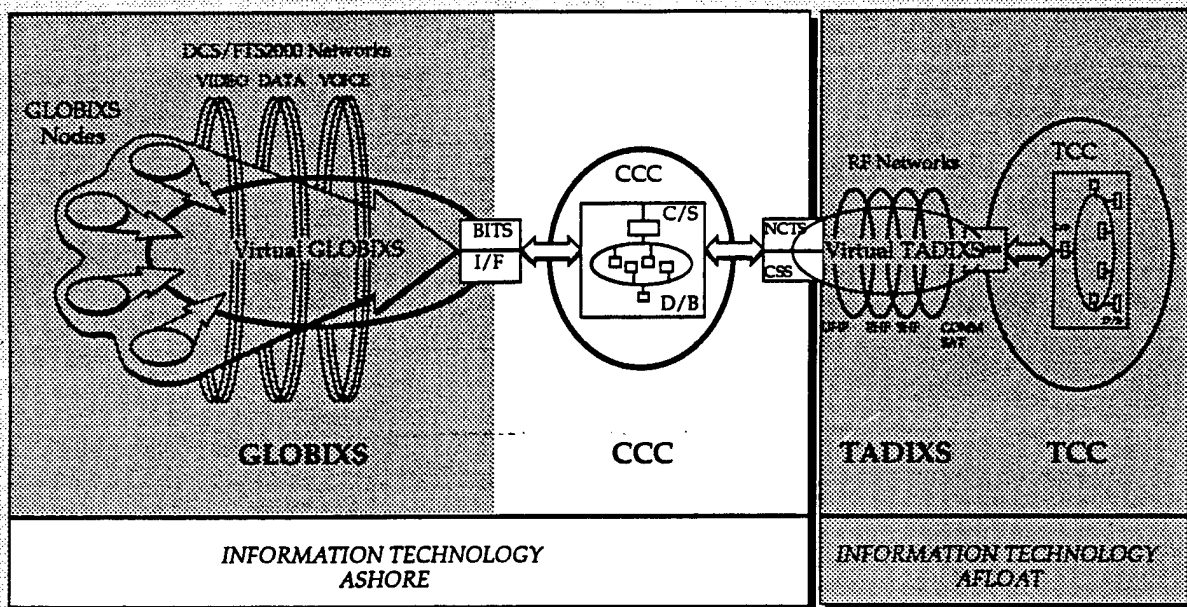 DCS/FTS2000 Networks
VIDEO DATA VOICE
GLOBIXS
Nodes
Virtual GLOBIXS
BITS
I/F
CCC
C/S
D/B
NCTS
CSS
RF Networks
Virtual TADIXS
UHF EHF SHF COMM
SAT
TCC
GLOBIXS
CCC
TADIXS
TCC
INFORMATION TECHNOLOGY
ASHORE
INFORMATION TECHNOLOGY
AFLOAT